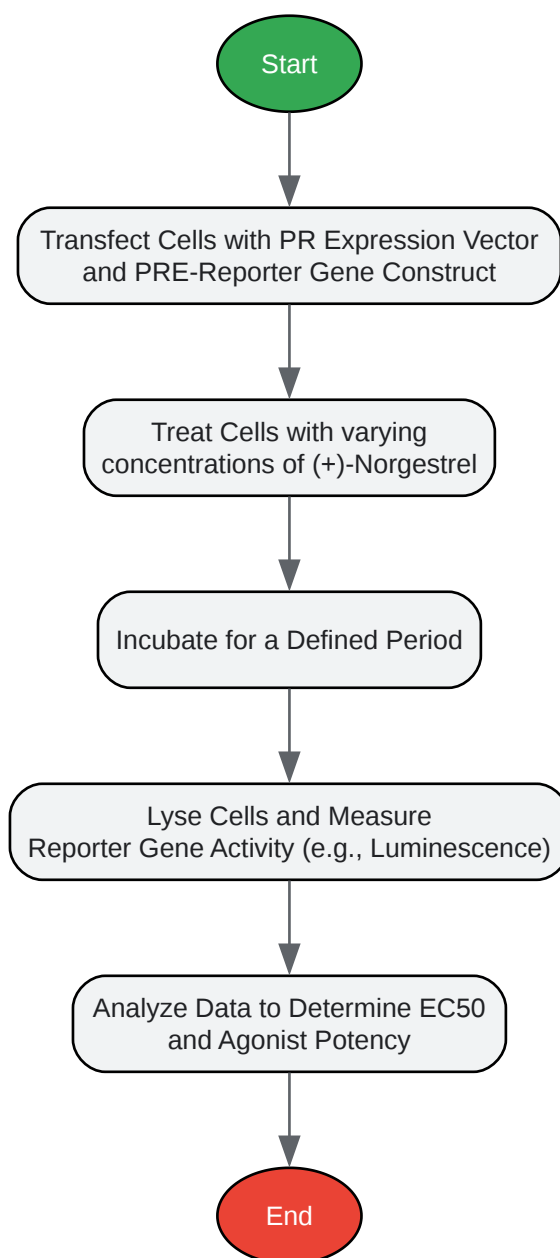 Start
Transfect Cells with PR Expression Vector
and PRE-Reporter Gene Construct
Treat Cells with varying
concentrations of (+)-Norgestrel
Incubate for a Defined Period
Lyse Cells and Measure
Reporter Gene Activity (e.g., Luminescence)
Analyze Data to Determine EC50
and Agonist Potency
End